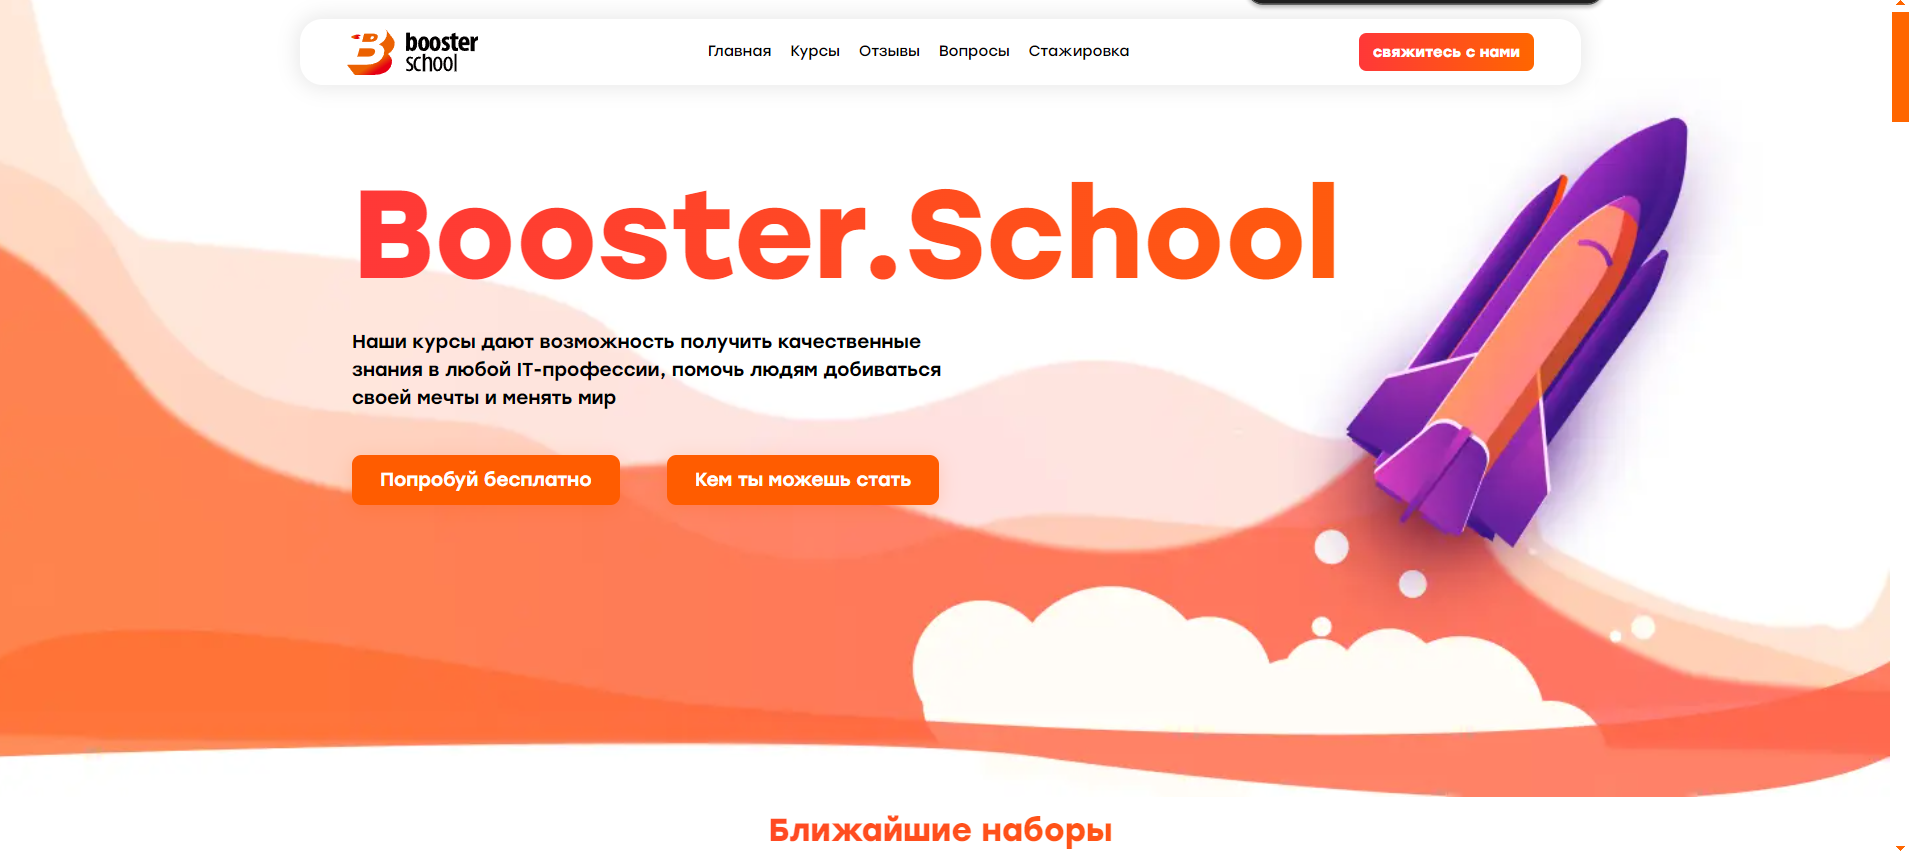 booster
school
Главная Курсы Отзывы Вопросы Стажировка
свяжитесь с нами
Booster.School
Наши курсы дают возможность получить качественные
знания в любой IT-профессии, помочь людям добиваться
своей мечты и менять мир
Попробуй бесплатно
Кем ты можешь стать
Ближайшие наборы